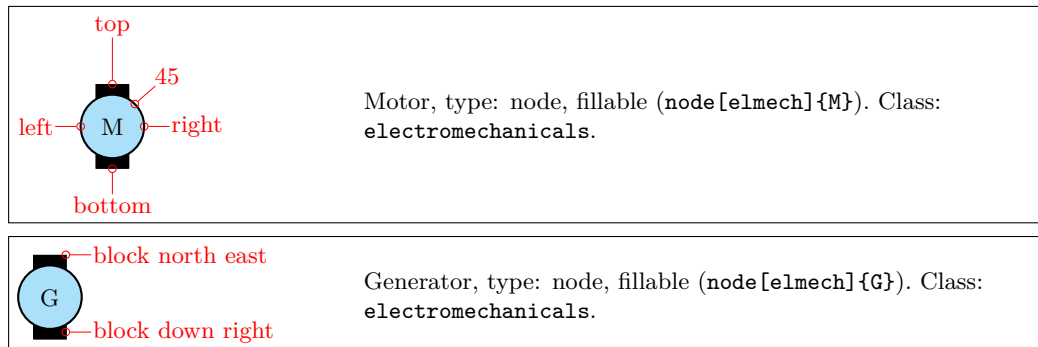 top
45
left
M
right
bottom
Motor, type: node, fillable (node[elmech]{M}). Class:
electromechanicals.
block north east
G
block down right
Generator, type: node, fillable (node[elmech]{G}). Class:
electromechanicals.